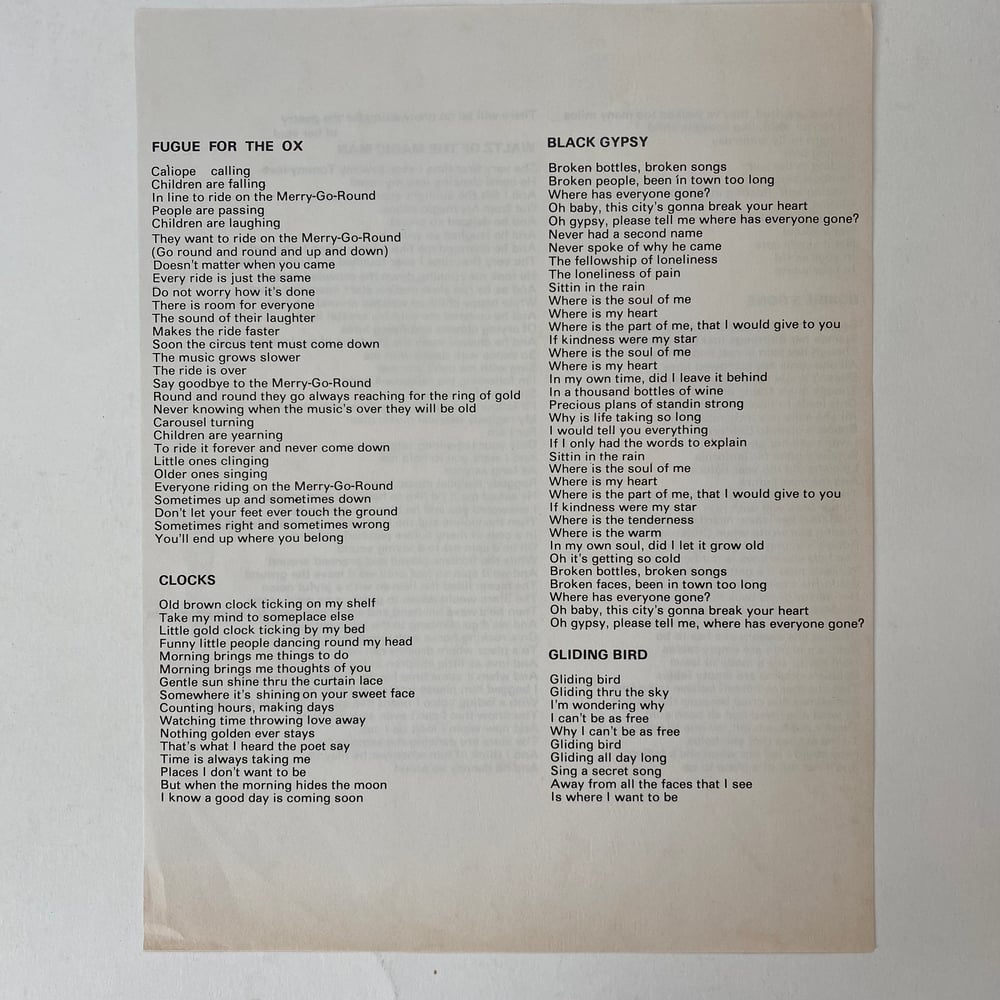 FUGUE FOR THE OX
Caliope calling
Children are falling
In line to ride on the Merry-Go-Round
People are passing
Children are laughing
They want to ride on the Merry-Go-Round
(Go round and round and up and down)
Doesn't matter when you came
Every ride is just the same
Do not worry how it's done
There is room for everyone
The sound of their laughter
Makes the ride faster
Soon the circus tent must come down
The music grows slower
The ride is over
Say goodbye to the Merry-Go-Round
Round and round they go always reaching for the ring of gold
Never knowing when the music's over they will be old
Carousel turning
Children are yearning
To ride it forever and never come down
Little ones clinging
Older ones singing
Everyone riding on the Merry-Go-Round
Sometimes up and sometimes down
Don't let your feet ever touch the ground
Sometimes right and sometimes wrong
You'll end up where you belong
CLOCKS
Old brown clock ticking on my shelf
Take my mind to someplace else
Little gold clock ticking by my bed
Funny little people dancing round my head
Morning brings me things to do
Morning brings me thoughts of you
Gentle sun shine thru the curtain lace
Somewhere it's shining on your sweet face
Counting hours, making days
Watching time throwing love away
Nothing golden ever stays
That's what I heard the poet say
Time is always taking me
Places I don't want to be
But when the morning hides the moon
I know a good day is coming soon
BLACK GYPSY
Broken bottles, broken songs
Broken people, been in town too long
Where has everyone gone?
Oh baby, this city's gonna break your heart
Oh gypsy, please tell me where has everyone gone?
Never had a second name
Never spoke of why he came
The fellowship of loneliness
The loneliness of pain
Sittin in the rain
Where is the soul of me
Where is my heart
Where is the part of me, that I would give to you
If kindness were my star
Where is the soul of me
Where is my heart
In my own time, did I leave it behind
In a thousand bottles of wine
Precious plans of standin strong
Why is life taking so long
I would tell you everything
If I only had the words to explain
Sittin in the rain
Where is the soul of me
Where is my heart
Where is the part of me, that I would give to you
If kindness were my star
Where is the tenderness
Where is the warm
In my own soul, did I let it grow old
Oh it's getting so cold
Broken bottles, broken songs
Broken faces, been in town too long
Where has everyone gone?
Oh baby, this city's gonna break your heart
Oh gypsy, please tell me, where has everyone gone?
GLIDING BIRD
Gliding bird
Gliding thru the sky
I'm wondering why
I can't be as free
Why I can't be as free
Gliding bird
Gliding all day long
Sing a secret song
Away from all the faces that I see
Is where I want to be